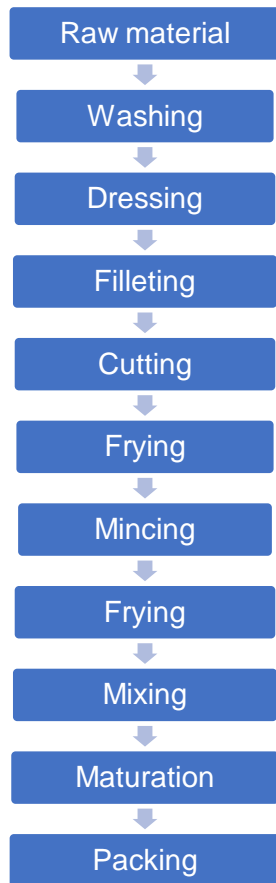 Raw material
Washing
Dressing
Filleting
Cutting
Frying
Mincing
Frying
Mixing
Maturation
Packing